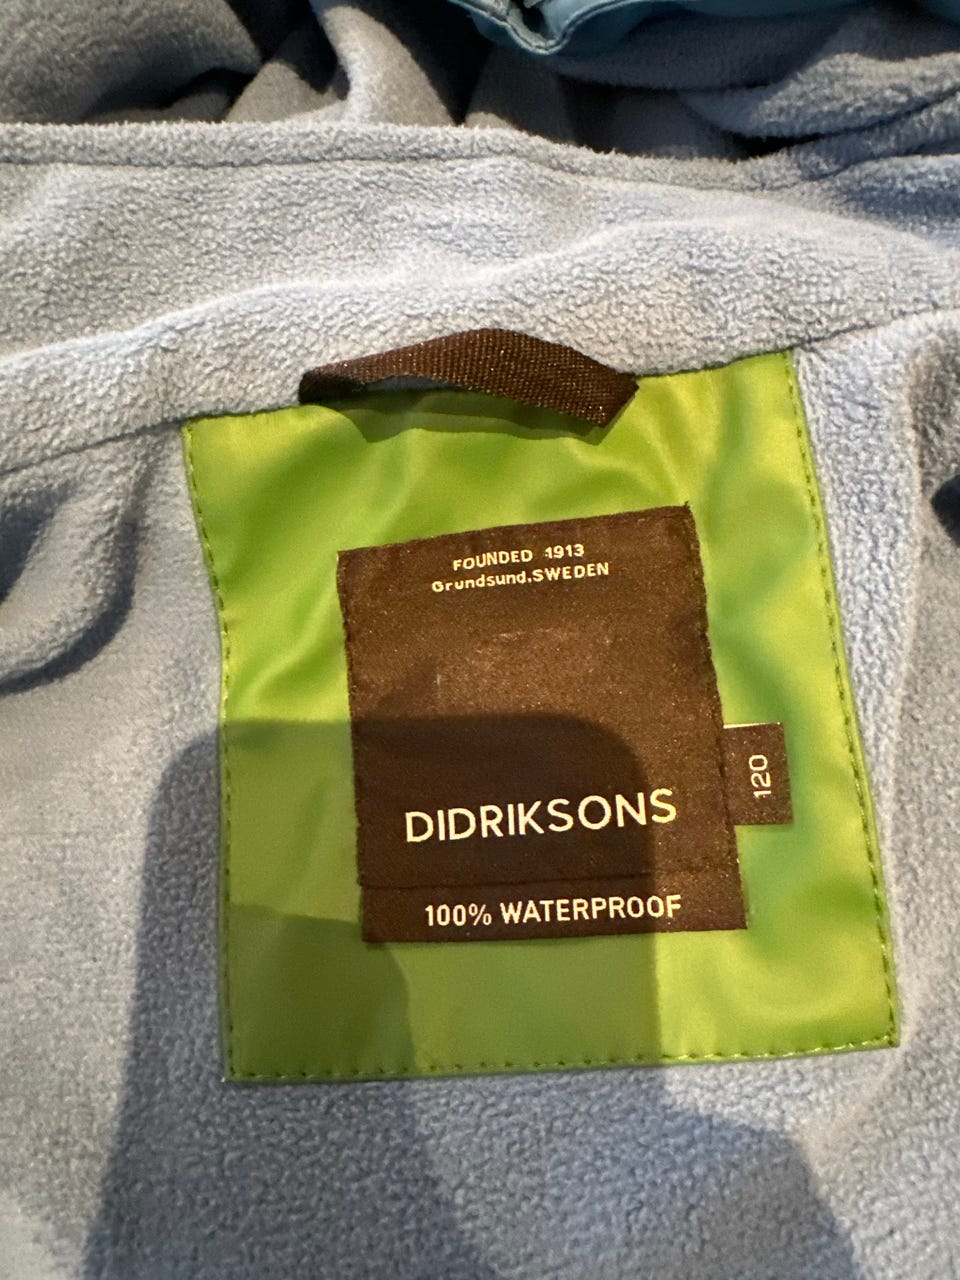 FOUNDED 1913
Grundsund.SWEDEN
DIDRIKSONS
100% WATERPROOF
120